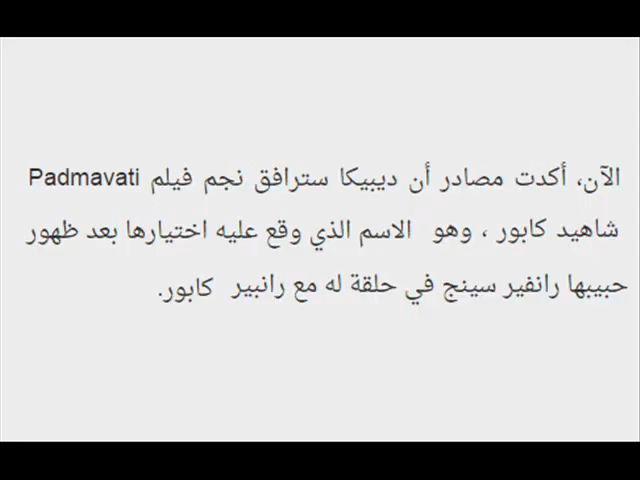 الآن، أكدت مصادر أن ديبيكا سترافق نجم فيلم Padmavati
شاهيد كابور ، وهو الاسم الذي وقع عليه اختيارها بعد ظهور
حبيبها رانفير سينج في حلقة له مع رانبير كابور.